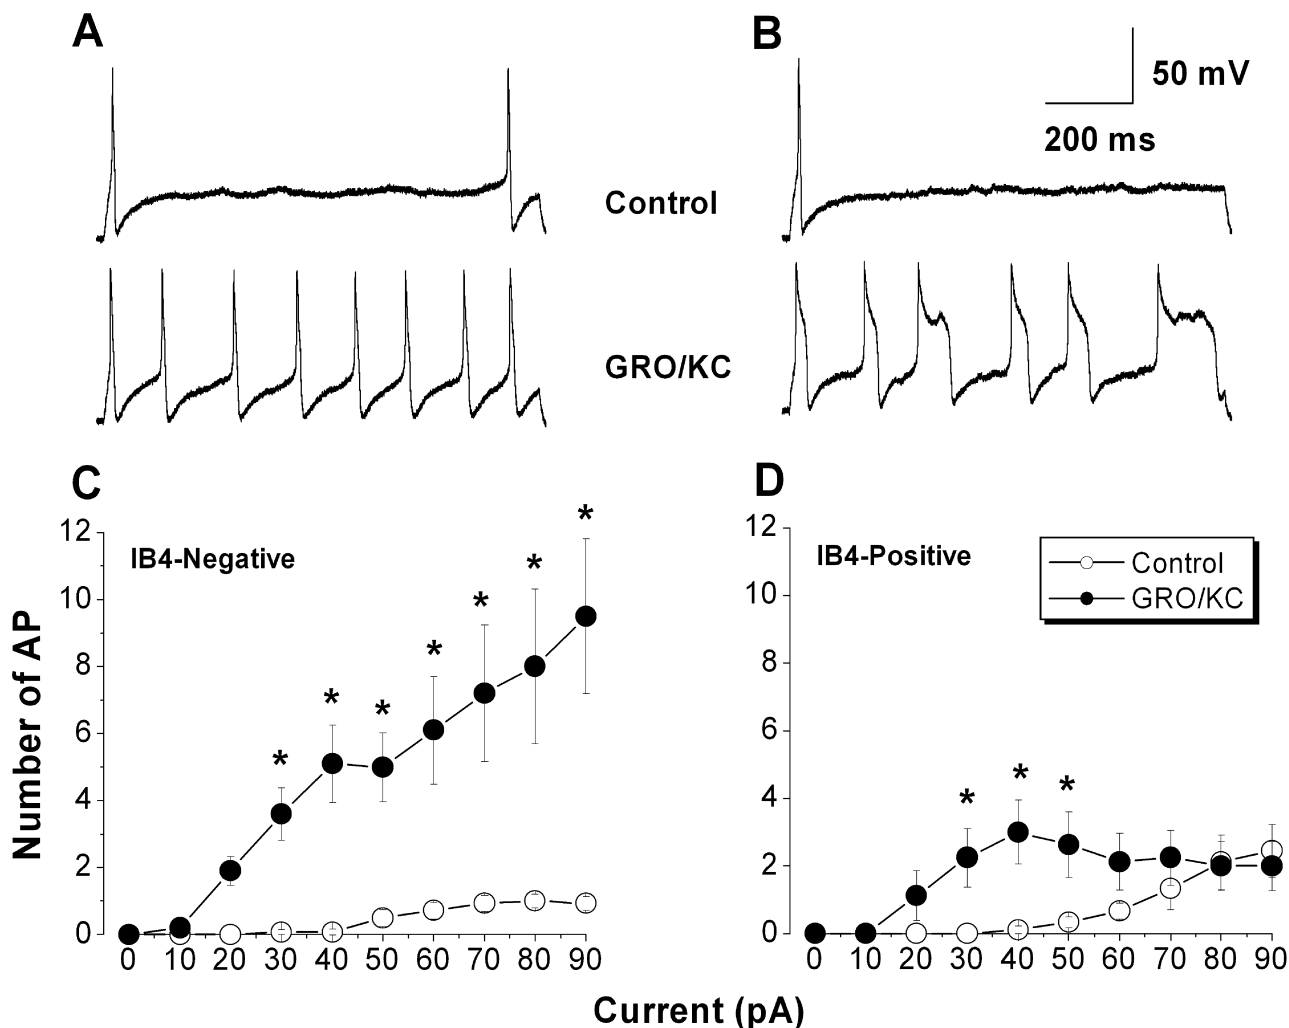 A
B
50 mV
200 ms
Control
GRO/KC
C
D
IB4-Negative
* * * * * * *
12
10
8
6
4
2
0
0 10 20 30 40 50 60 70 80 90
Number of AP
IB4-Positive
Control
GRO/KC
* * *
12
10
8
6
4
2
0
0 10 20 30 40 50 60 70 80 90
Current (pA)